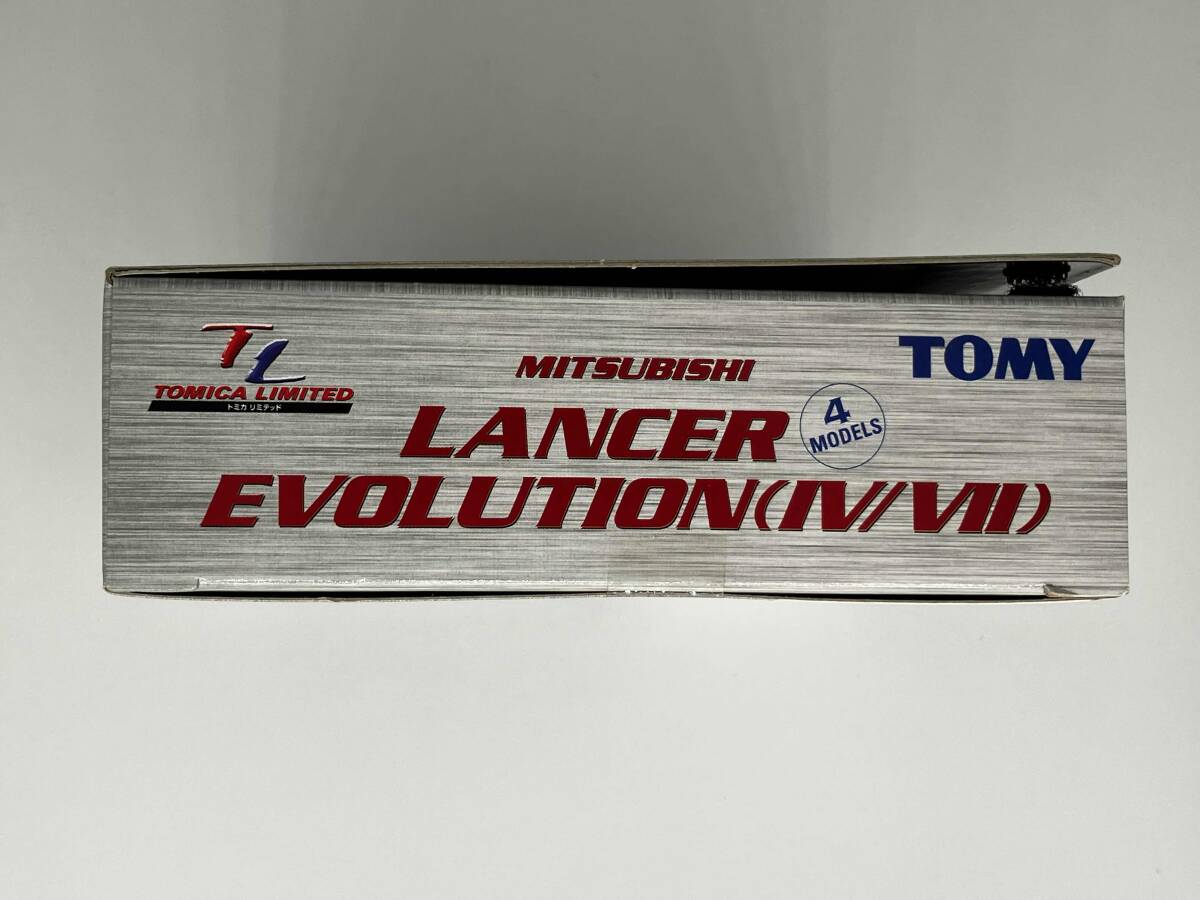 TL
TOMICA LIMITED
トミカ リミテッド
TOMY
MITSUBISHI
LANCER
4
MODELS
EVOLUTION(IV/VII)